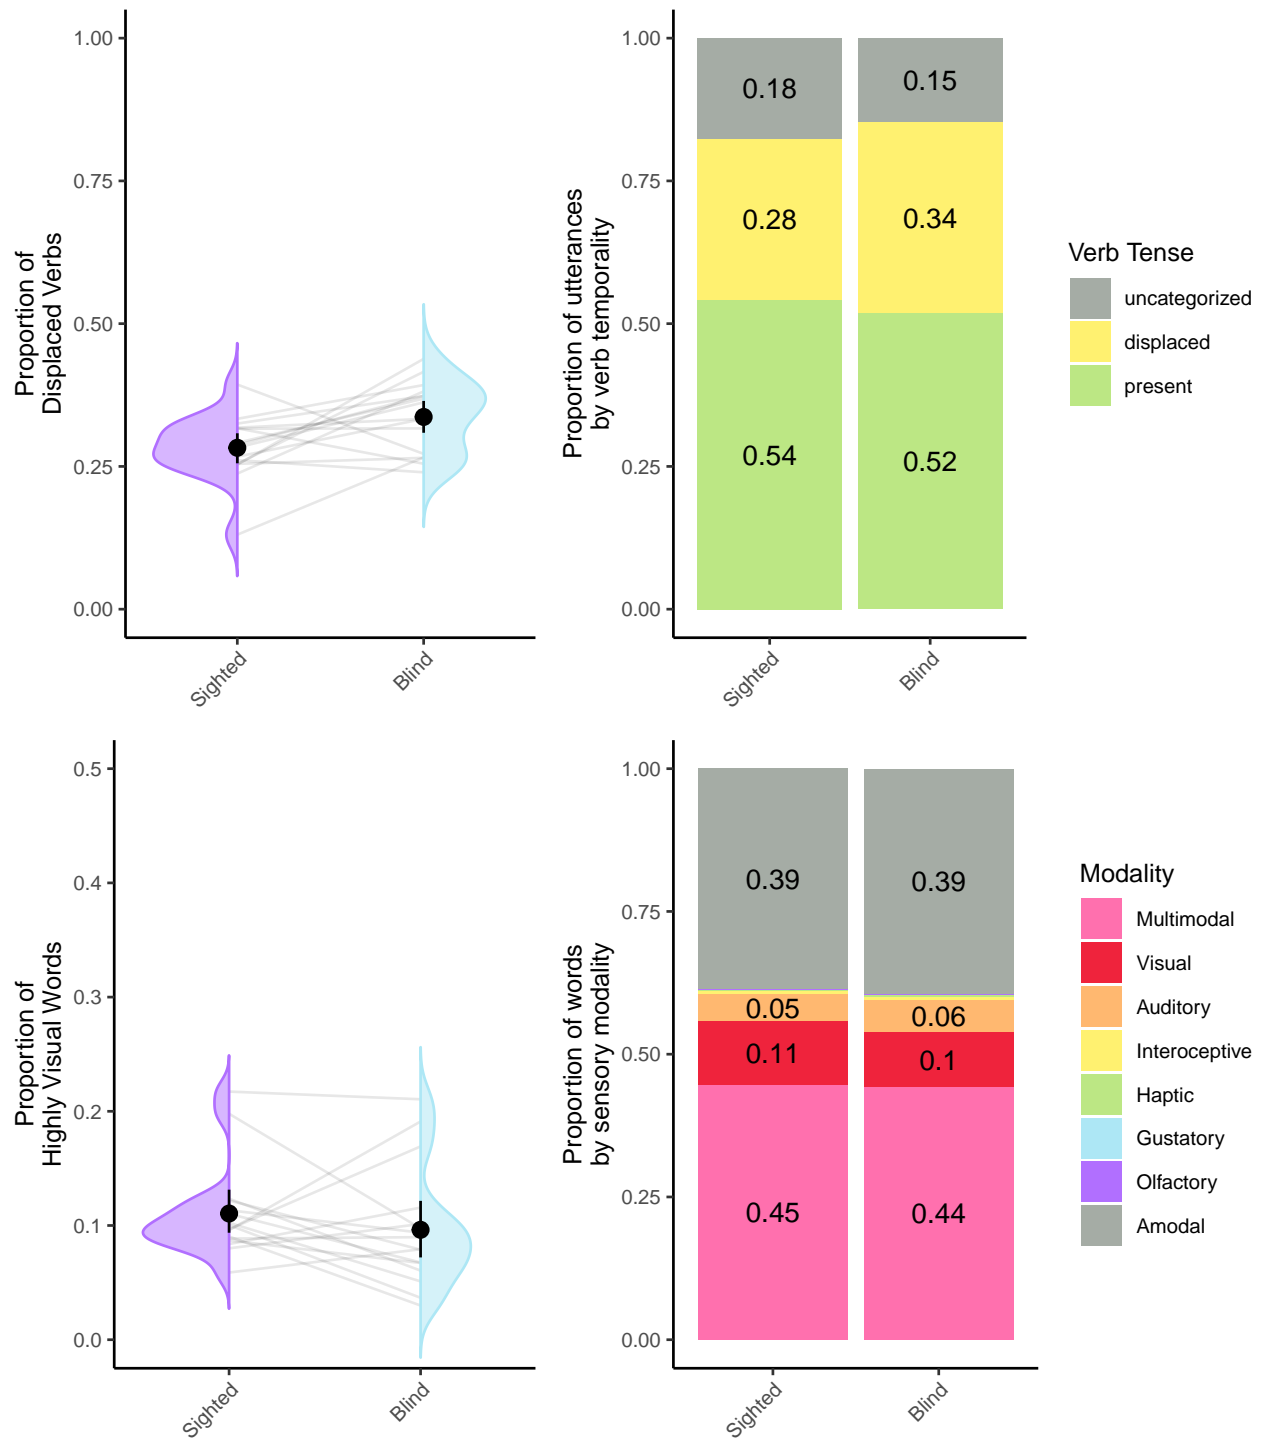 Proportion of
Displaced Verbs
1.00
0.75
0.50
0.25
0.00
Sighted
Blind
Proportion of utterances
by verb temporality
1.00
0.75
0.50
0.25
0.00
0.18
0.15
0.28
0.34
0.54
0.52
Sighted
Blind
Verb Tense
uncategorized
displaced
present
Proportion of
Highly Visual Words
0.5
0.4
0.3
0.2
0.1
0.0
Sighted
Blind
Proportion of words
by sensory modality
1.00
0.75
0.50
0.25
0.00
0.39
0.39
0.05
0.06
0.11
0.1
0.45
0.44
Sighted
Blind
Modality
Multimodal
Visual
Auditory
Interoceptive
Haptic
Gustatory
Olfactory
Amodal